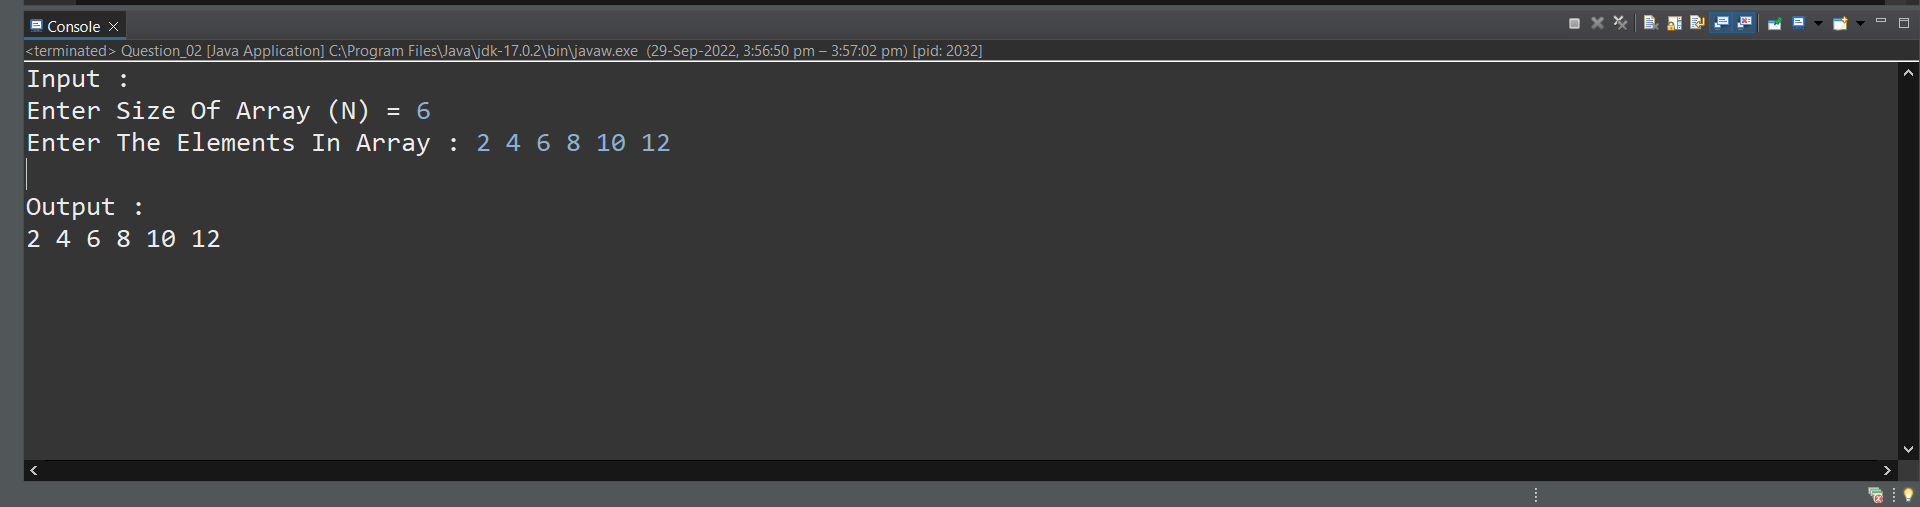 Console
<terminated> Question_02 [Java Application] C:\Program Files\Java\jdk-17.0.2\bin\javaw.exe (29-Sep-2022, 3:56:50 pm – 3:57:02 pm) [pid: 2032]
Input :
Enter Size Of Array (N) = 6
Enter The Elements In Array : 2 4 6 8 10 12
Output :
2 4 6 8 10 12